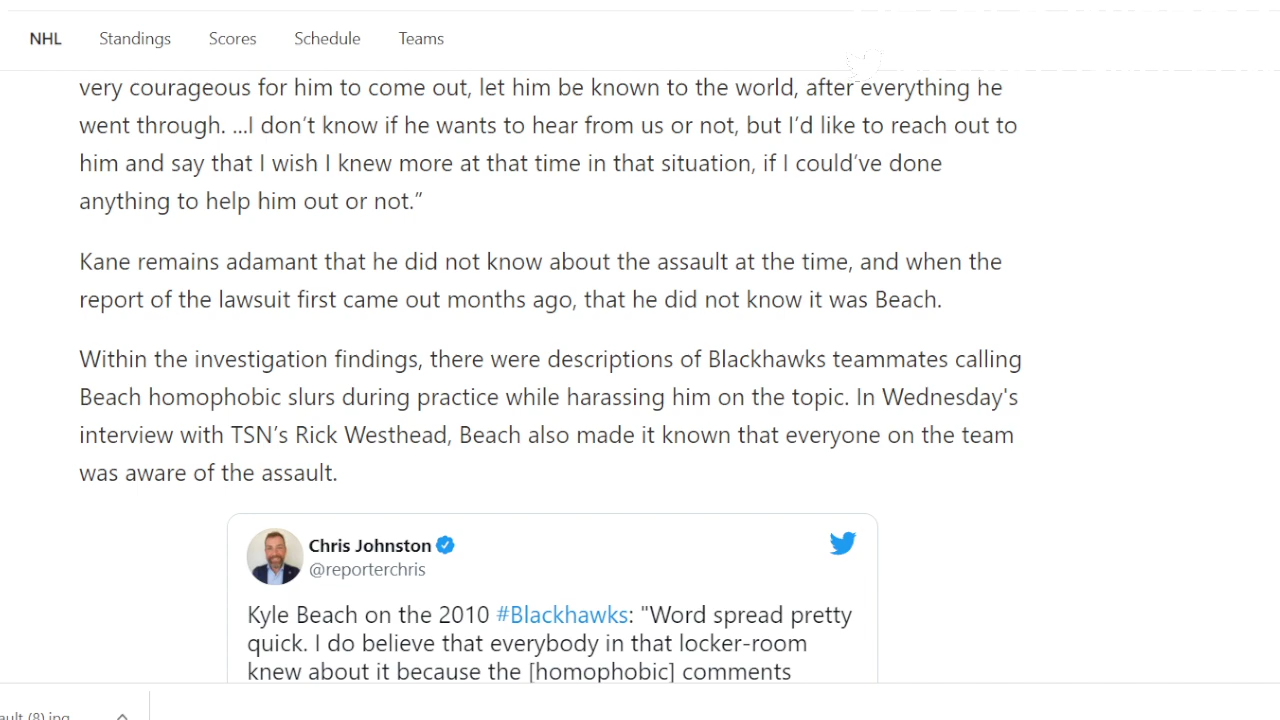 NHL Standings Scores Schedule Teams
very courageous for him to come out, let him be known to the world, after everything he
went through. ...I don’t know if he wants to hear from us or not, but I’d like to reach out to
him and say that I wish I knew more at that time in that situation, if I could’ve done
anything to help him out or not.”
Kane remains adamant that he did not know about the assault at the time, and when the
report of the lawsuit first came out months ago, that he did not know it was Beach.
Within the investigation findings, there were descriptions of Blackhawks teammates calling
Beach homophobic slurs during practice while harassing him on the topic. In Wednesday's
interview with TSN’s Rick Westhead, Beach also made it known that everyone on the team
was aware of the assault.
Chris Johnston
@reporterchris
Kyle Beach on the 2010 #Blackhawks: "Word spread pretty
quick. I do believe that everybody in that locker-room
knew about it because the [homophobic] comments
ault (8).jpg